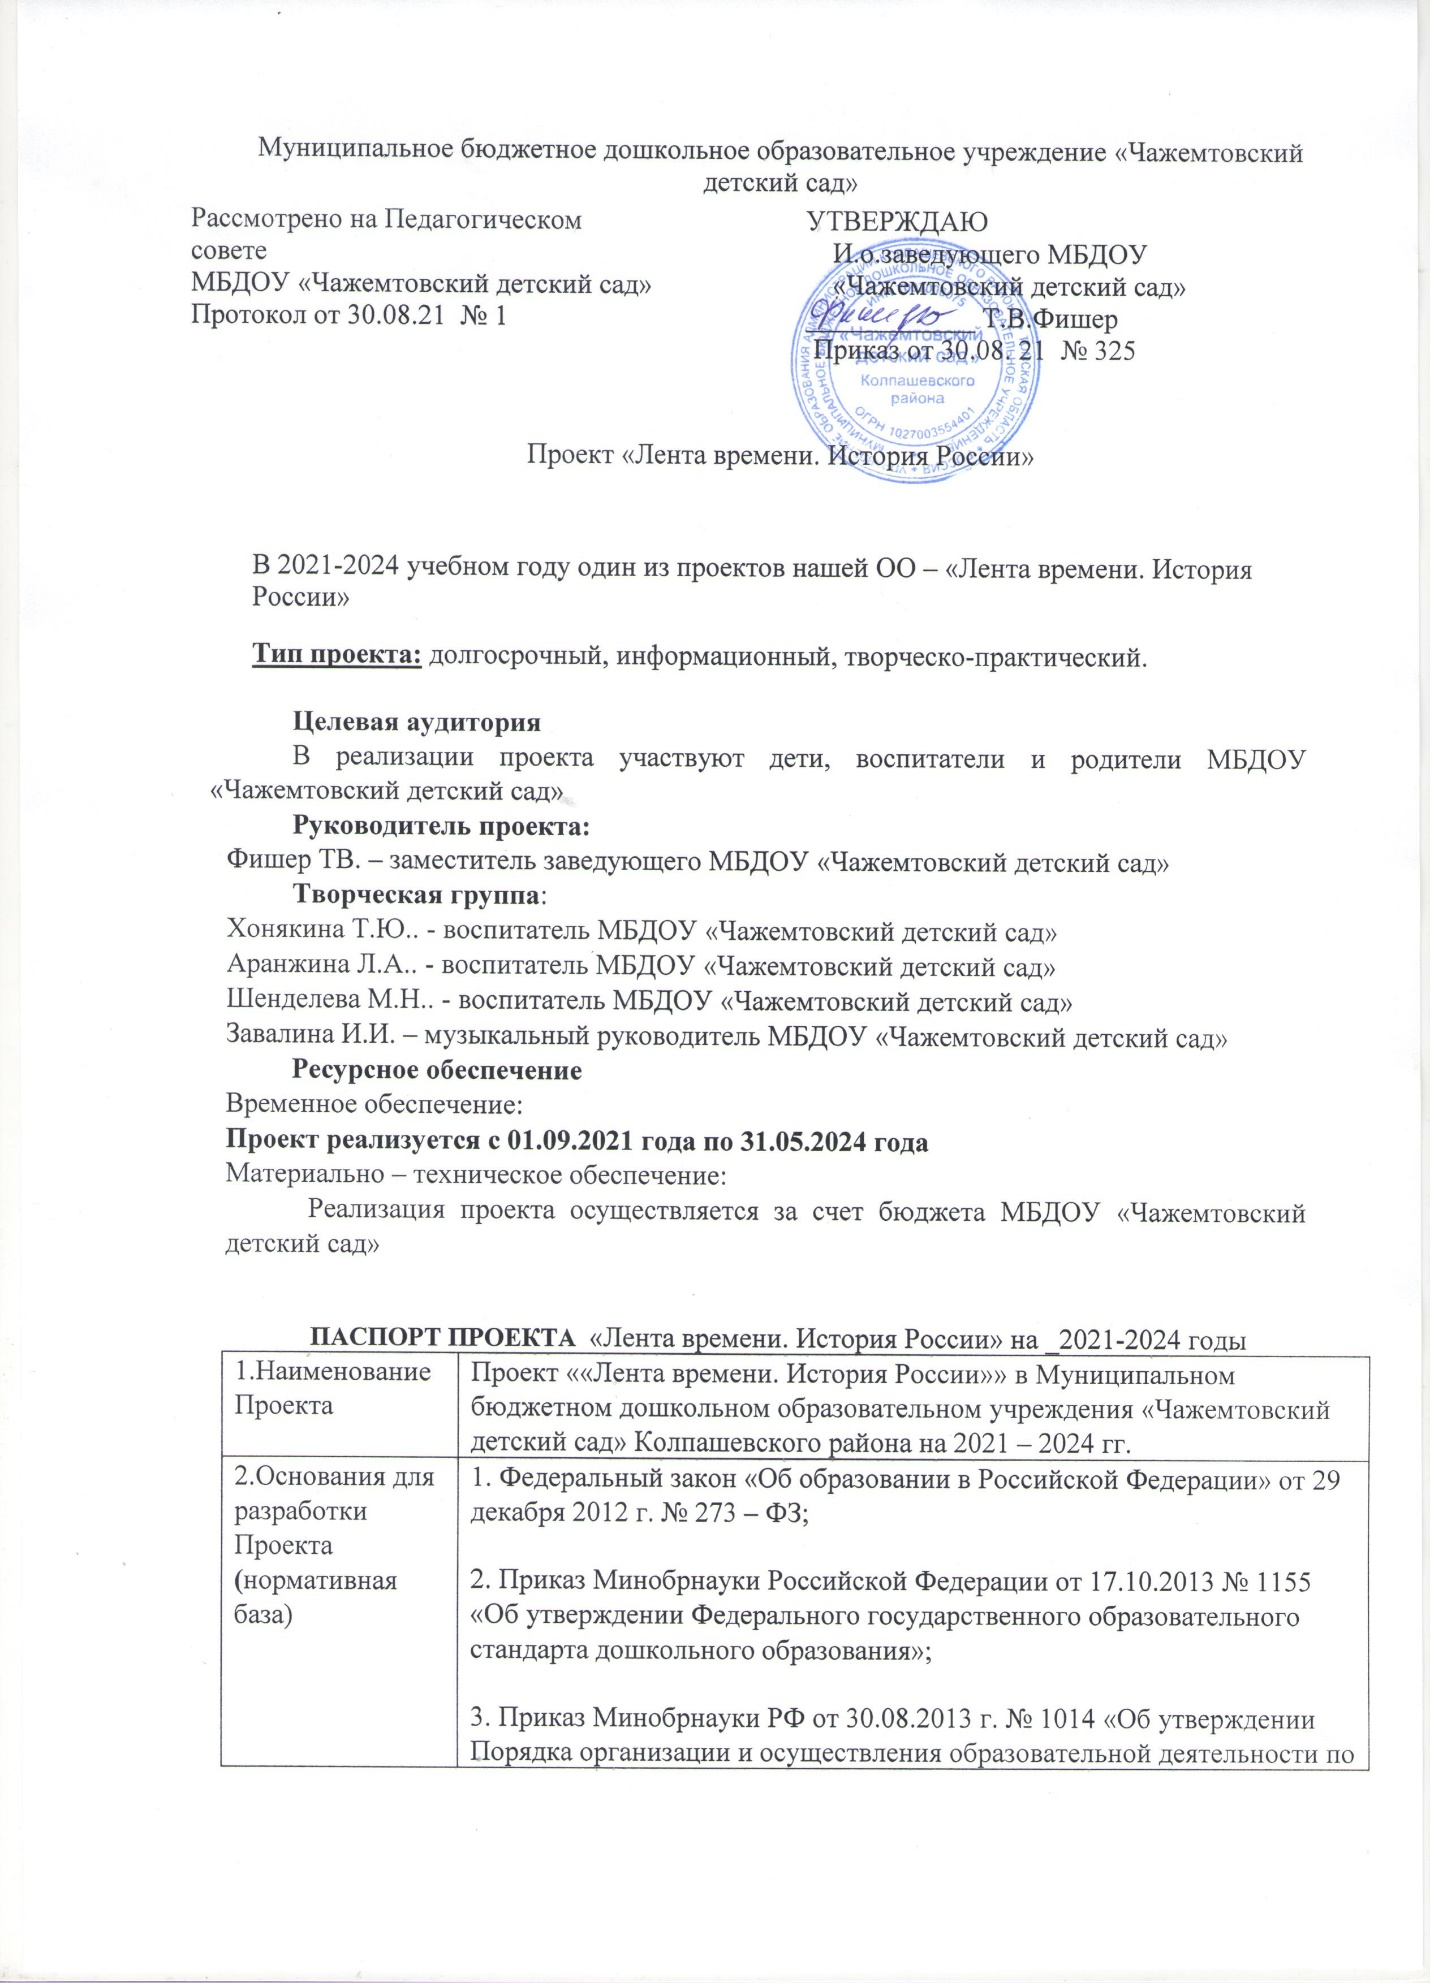 Муниципальное бюджетное дошкольное образовательное учреждение «Чажемтовский
детский сад»
Рассмотрено на Педагогическом
совете
МБДОУ «Чажемтовский детский сад»
Протокол от 30.08.21 № 1
УТВЕРЖДАЮ
И.о.заведующего МБДОУ
«Чажемтовский детский сад»
Т.В.Фишер
Приказ от 30.08. 21 № 325
«Чажемтовский
детский сад»
Колпашевского
района
ОГРН 1027003554401
Проект «Лента времени. История России»
В 2021-2024 учебном году один из проектов нашей ОО – «Лента времени. История
России»
Тип проекта: долгосрочный, информационный, творческо-практический.
Целевая аудитория
В реализации проекта участвуют дети, воспитатели и родители МБДОУ
«Чажемтовский детский сад»
Руководитель проекта:
Фишер ТВ. – заместитель заведующего МБДОУ «Чажемтовский детский сад»
Творческая группа:
Хонякина Т.Ю.. - воспитатель МБДОУ «Чажемтовский детский сад»
Аранжина Л.А.. - воспитатель МБДОУ «Чажемтовский детский сад»
Шенделева М.Н.. - воспитатель МБДОУ «Чажемтовский детский сад»
Завалина И.И. – музыкальный руководитель МБДОУ «Чажемтовский детский сад»
Ресурсное обеспечение
Временное обеспечение:
Проект реализуется с 01.09.2021 года по 31.05.2024 года
Материально – техническое обеспечение:
Реализация проекта осуществляется за счет бюджета МБДОУ «Чажемтовский
детский сад»
ПАСПОРТ ПРОЕКТА «Лента времени. История России» на _2021-2024 годы
1.Наименование
Проекта
Проект ««Лента времени. История России»» в Муниципальном
бюджетном дошкольном образовательном учреждения «Чажемтовский
детский сад» Колпашевского района на 2021 – 2024 гг.
2.Основания для
разработки
Проекта
(нормативная
база)
1. Федеральный закон «Об образовании в Российской Федерации» от 29
декабря 2012 г. № 273 – ФЗ;
2. Приказ Минобрнауки Российской Федерации от 17.10.2013 № 1155
«Об утверждении Федерального государственного образовательного
стандарта дошкольного образования»;
3. Приказ Минобрнауки РФ от 30.08.2013 г. № 1014 «Об утверждении
Порядка организации и осуществления образовательной деятельности по